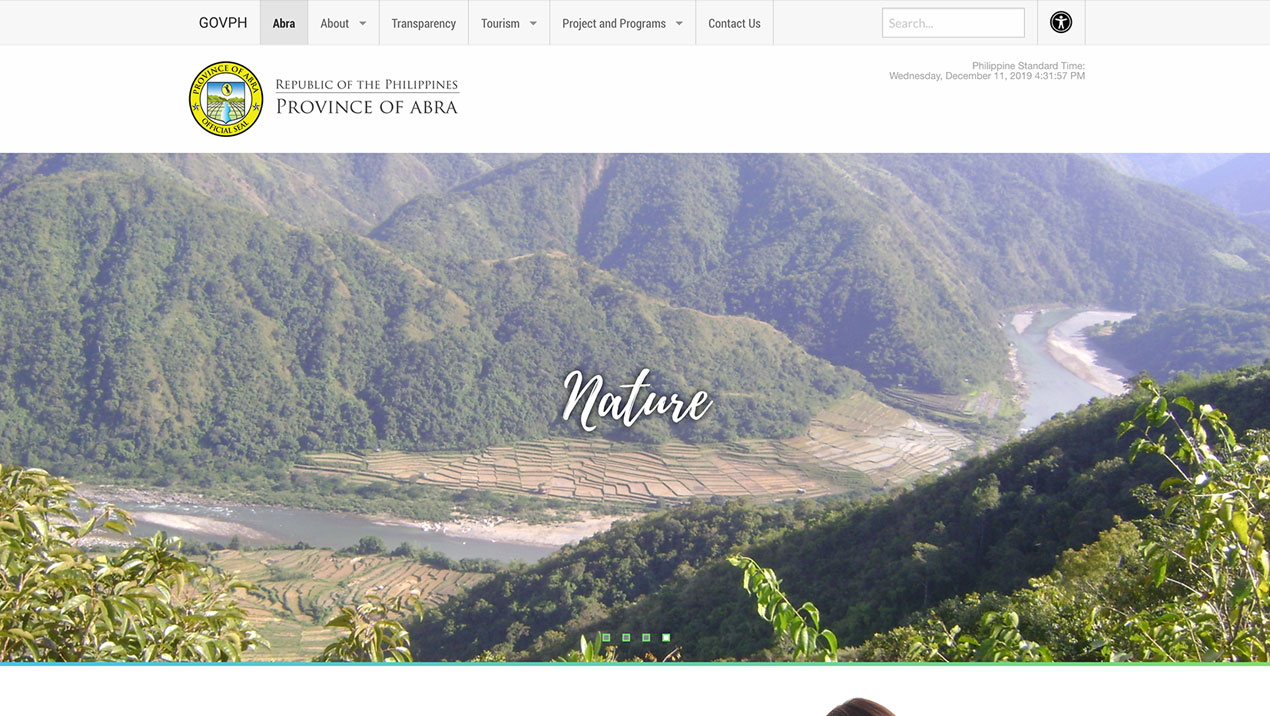 GOVPH
Abra
About
Transparency
Tourism
Project and Programs
Contact Us
Search...
Philippine Standard Time:
Wednesday, December 11, 2019 4:31:57 PM
PROVINCE OF ABRA
OFFICIAL SEAL
REPUBLIC OF THE PHILIPPINES
PROVINCE OF ABRA
Nature